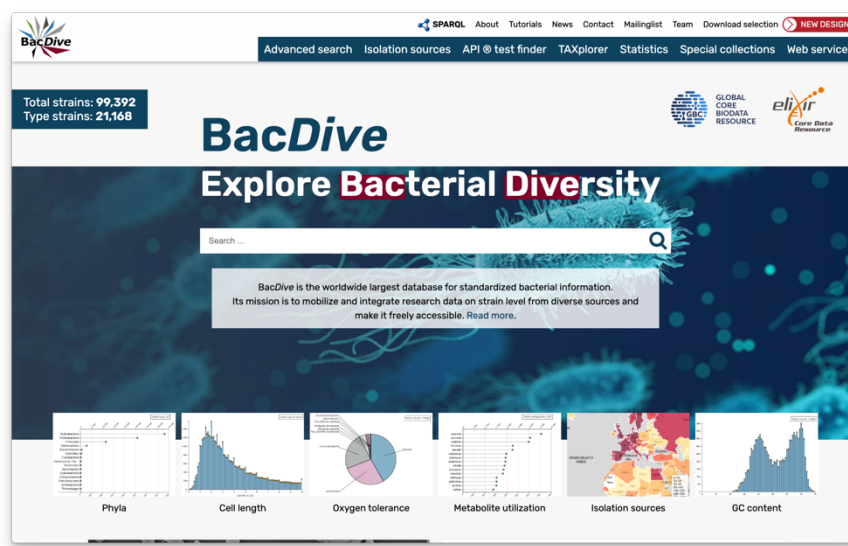 BacDive
SPARQL About Tutorials News Contact Mailinglist Team Download selection NEW DESIGN
Advanced search Isolation sources API ® test finder TAXplorer Statistics Special collections Web service
Total strains: 99,392
Type strains: 21,168
GBC
GLOBAL
CORE
BIODATA
RESOURCE
elixir
Core Data
Resource
BacDive
Explore Bacterial Diversity
Search ...
BacDive is the worldwide largest database for standardized bacterial information.
Its mission is to mobilize and integrate research data on strain level from diverse sources and
make it freely accessible. Read more.
Phyla
Cell length
Oxygen tolerance
Metabolite utilization
Isolation sources
GC content